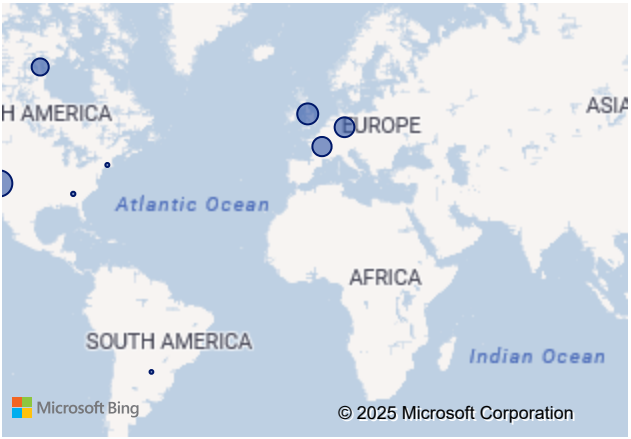 ASIA
H AMERICA
EUROPE
Atlantic Ocean
AFRICA
SOUTH AMERICA
Indian Ocean
Microsoft Bing
© 2025 Microsoft Corporation